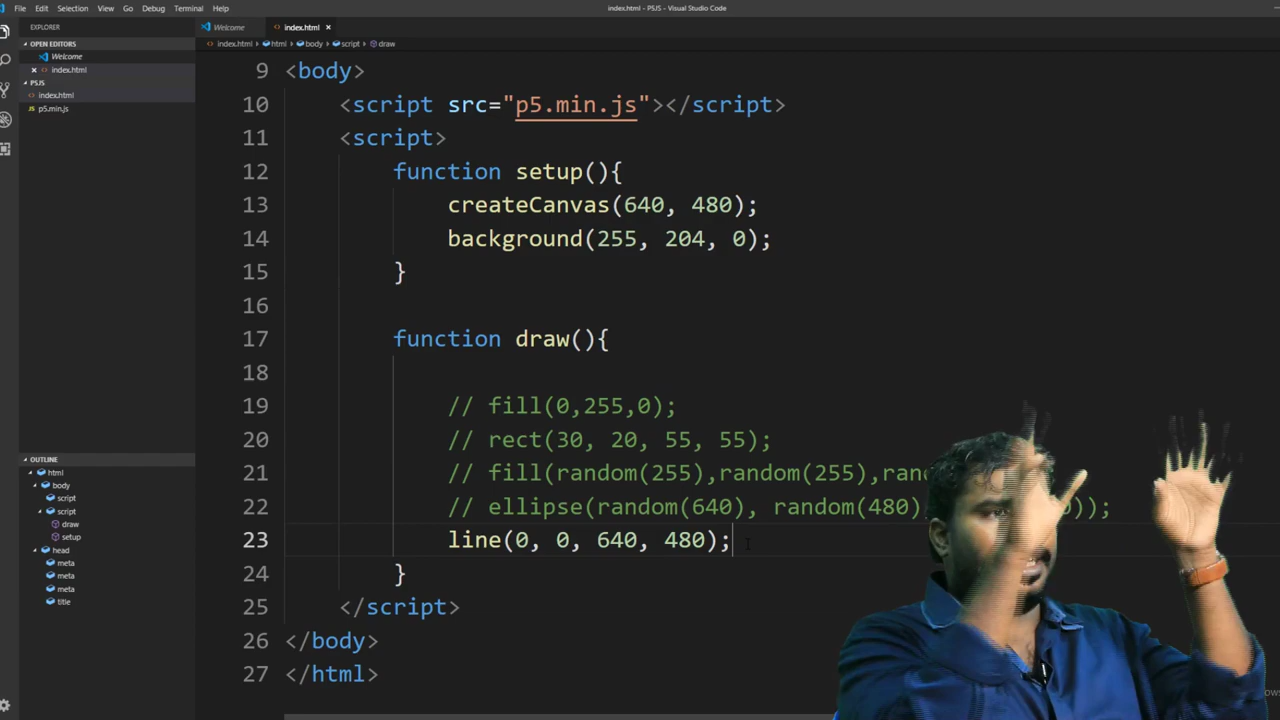 File Edit Selection View Go Debug Terminal Help
index.html - P5JS - Visual Studio Code
EXPLORER
OPEN EDITORS
Welcome
index.html
P5JS
index.html
p5.min.js
OUTLINE
html
body
script
script
draw
setup
head
meta
meta
meta
title
Welcome
index.html
index.html html body script draw
9 <body>
10 <script src="p5.min.js"></script>
11 <script>
12 function setup(){
13 createCanvas(640, 480);
14 background(255, 204, 0);
15 }
16
17 function draw(){
18
19 // fill(0,255,0);
20 // rect(30, 20, 55, 55);
21 // fill(random(255),random(255),
22 // ellipse(random(640), random(480) ));
23 line(0, 0, 640, 480);
24 }
25 </script>
26 </body>
27 </html>